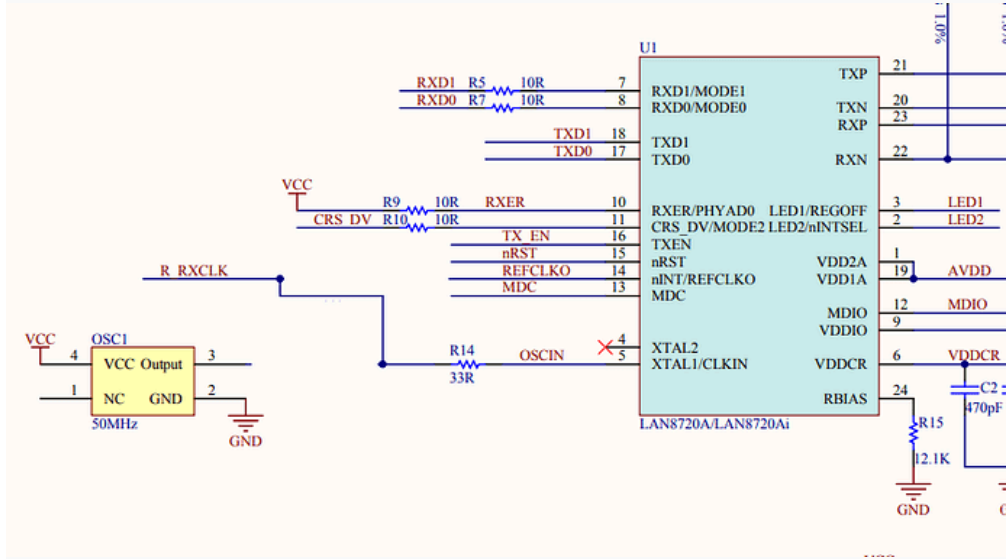 1.0%
U1
TXP 21
RXD1 R5 10R 7 RXD1/MODE1
RXD0 R7 10R 8 RXD0/MODE0
TXN 20
RXP 23
TXD1 18 TXD1
TXD0 17 TXD0
RXN 22
VCC
R9 10R RXER 10 RXER/PHYAD0 LED1/REGOFF 3 LED1
CRS_DV R10 10R 11 CRS_DV/MODE2 LED2/nINTSEL 2 LED2
TX_EN 16 TXEN
nRST 15 nRST
VDD2A 1
R_RXCLK
REFCLKO 14 nINT/REFCLKO VDD1A 19 AVDD
MDC 13 MDC
MDIO 12 MDIO
VDDIO 9
VCC OSC1
4 VCC Output 3
R14 OSCIN
33R
4 XTAL2
5 XTAL1/CLKIN VDDCR 6 VDDCR
1 NC GND 2
RBIAS 24
C2
470pF
50MHz
GND
LAN8720A/LAN8720Ai
R15
12.1K
GND